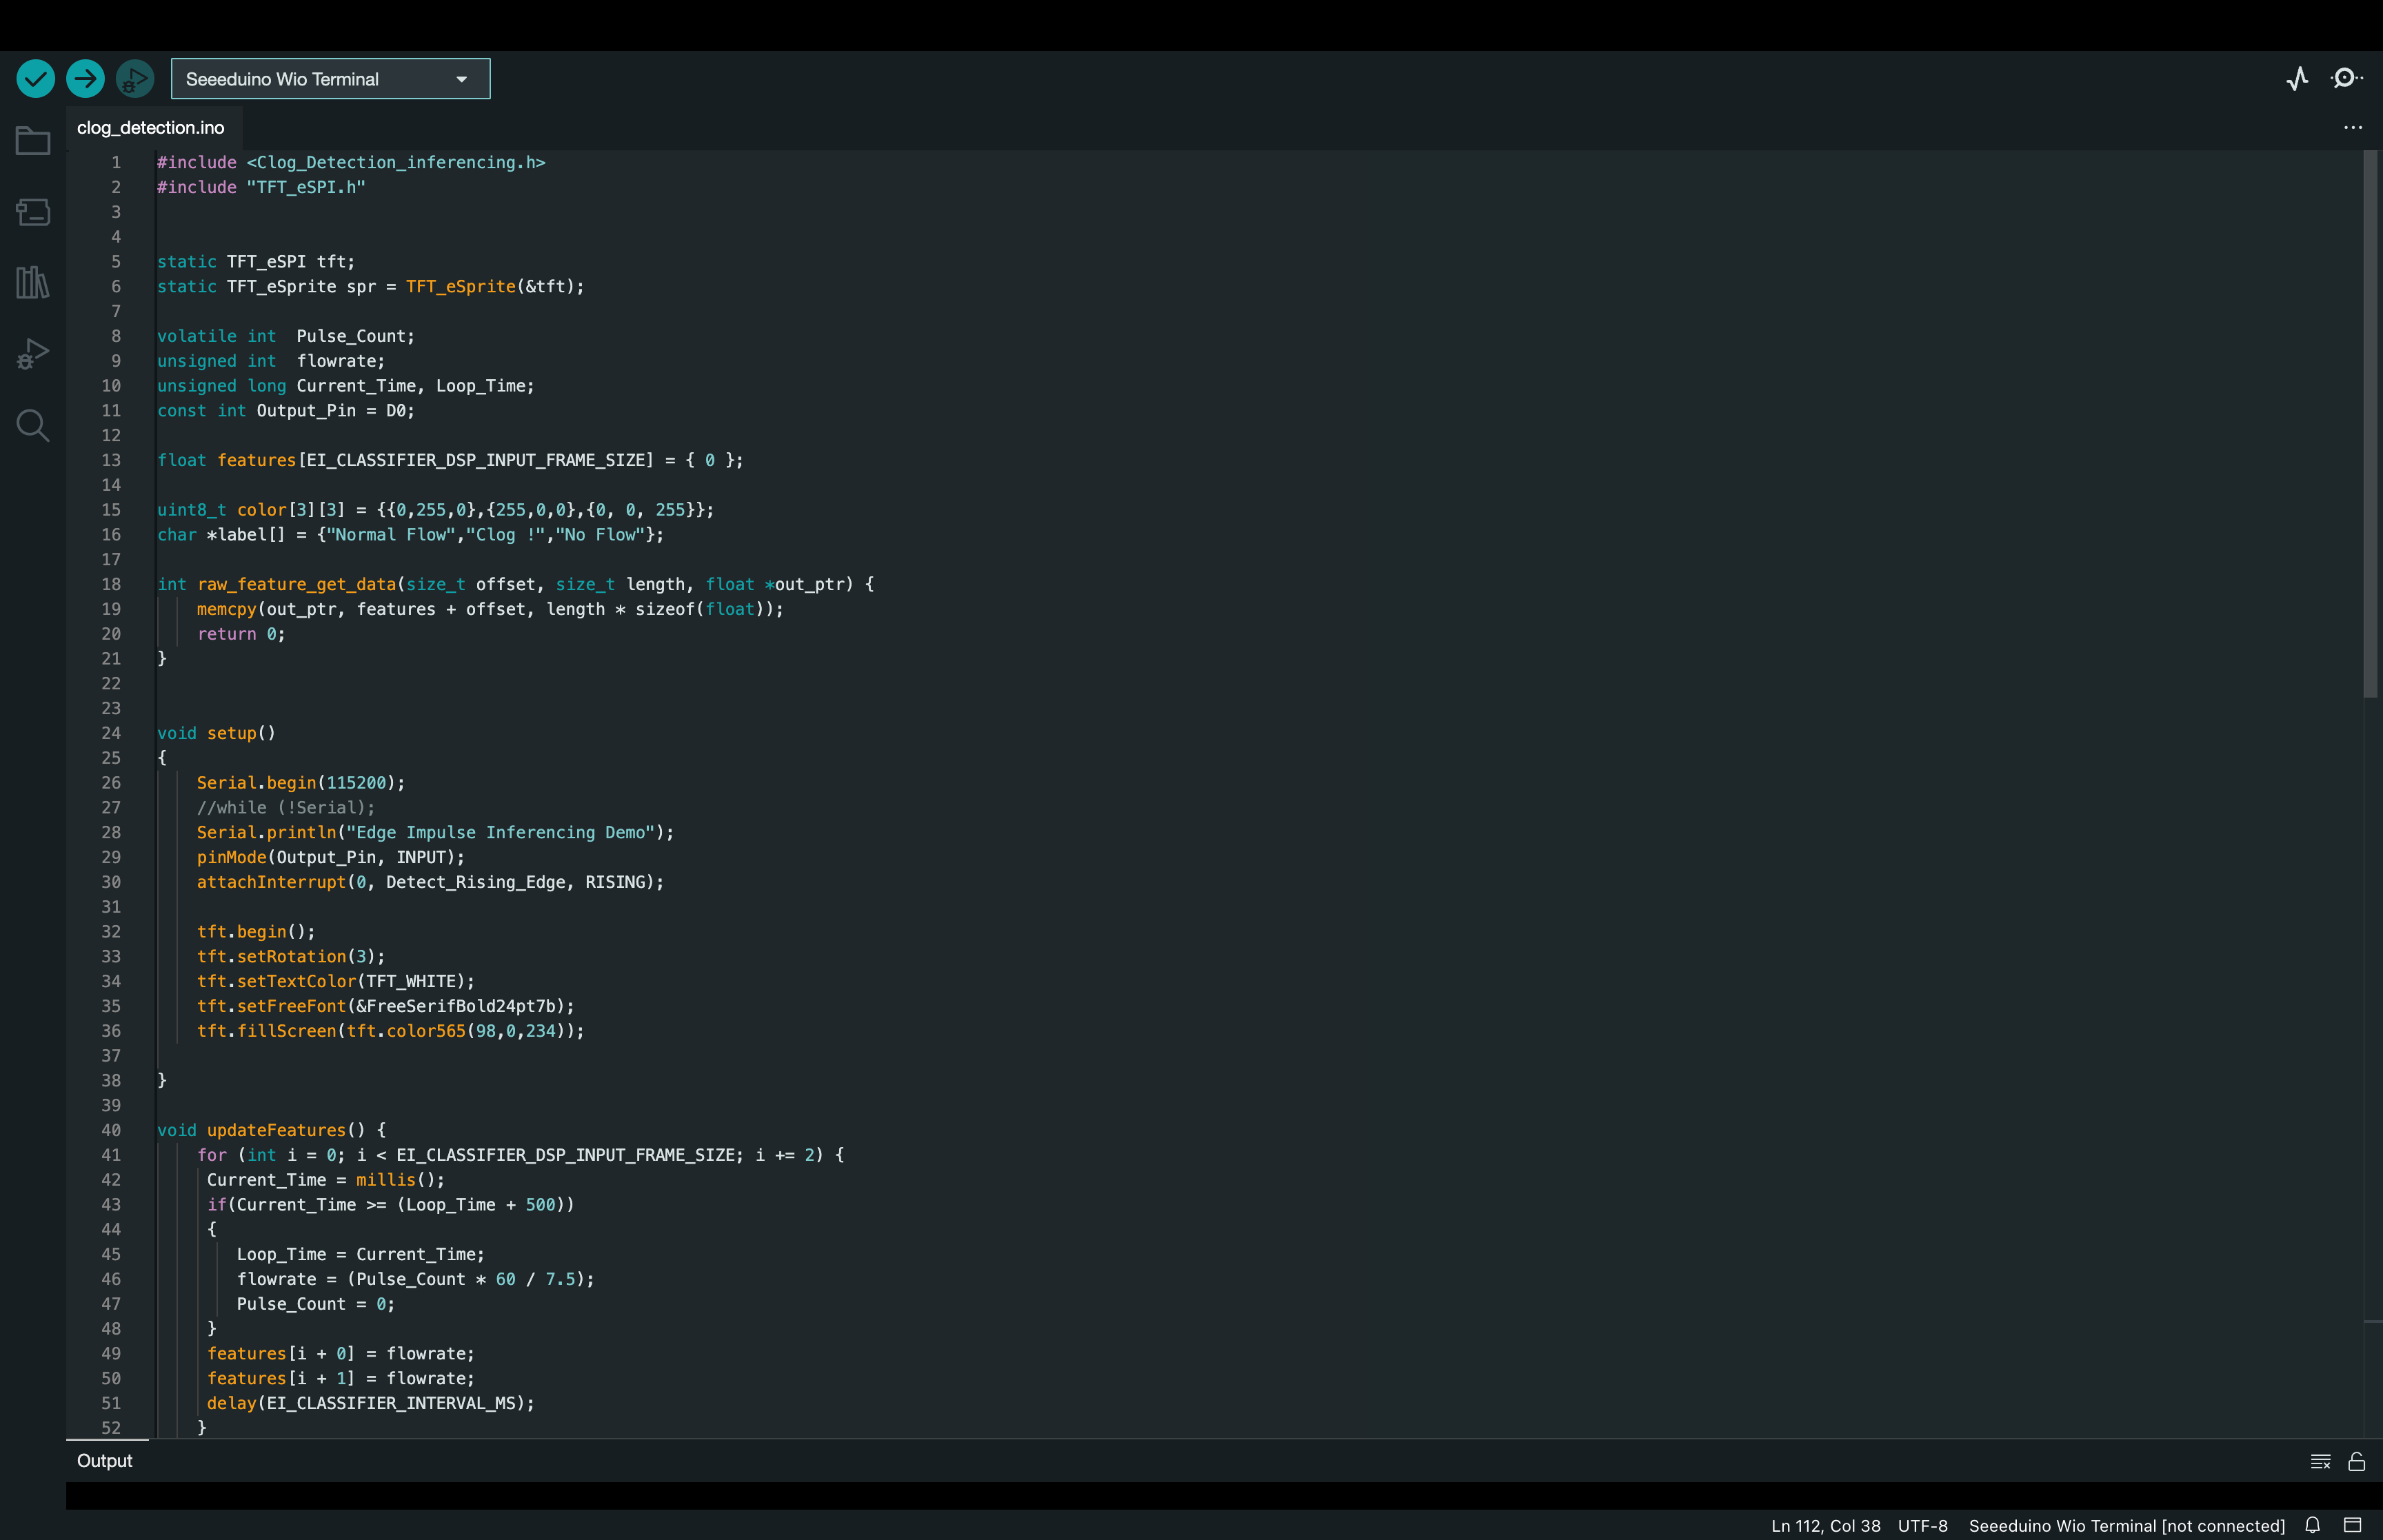 Seeeduino Wio Terminal
clog_detection.ino
1 #include <Clog_Detection_inferencing.h>
2 #include "TFT_eSPI.h"
3
4
5 static TFT_eSPI tft;
6 static TFT_eSprite spr = TFT_eSprite(&tft);
7
8 volatile int  Pulse_Count;
9 unsigned int  flowrate;
10 unsigned long Current_Time, Loop_Time;
11 const int Output_Pin = D0;
12
13 float features[EI_CLASSIFIER_DSP_INPUT_FRAME_SIZE] = { 0 };
14
15 uint8_t color[3][3] = {{0,255,0},{255,0,0},{0, 0, 255}};
16 char *label[] = {"Normal Flow","Clog !","No Flow"};
17
18 int raw_feature_get_data(size_t offset, size_t length, float *out_ptr) {
19     memcpy(out_ptr, features + offset, length * sizeof(float));
20     return 0;
21 }
22
23
24 void setup()
25 {
26     Serial.begin(115200);
27     //while (!Serial);
28     Serial.println("Edge Impulse Inferencing Demo");
29     pinMode(Output_Pin, INPUT);
30     attachInterrupt(0, Detect_Rising_Edge, RISING);
31
32     tft.begin();
33     tft.setRotation(3);
34     tft.setTextColor(TFT_WHITE);
35     tft.setFreeFont(&FreeSerifBold24pt7b);
36     tft.fillScreen(tft.color565(98,0,234));
37
38 }
39
40 void updateFeatures() {
41     for (int i = 0; i < EI_CLASSIFIER_DSP_INPUT_FRAME_SIZE; i += 2) {
42      Current_Time = millis();
43      if(Current_Time >= (Loop_Time + 500))
44      {
45         Loop_Time = Current_Time;
46         flowrate = (Pulse_Count * 60 / 7.5);
47         Pulse_Count = 0;
48      }
49      features[i + 0] = flowrate;
50      features[i + 1] = flowrate;
51      delay(EI_CLASSIFIER_INTERVAL_MS);
52     }
Output
Ln 112, Col 38 UTF-8 Seeeduino Wio Terminal [not connected]